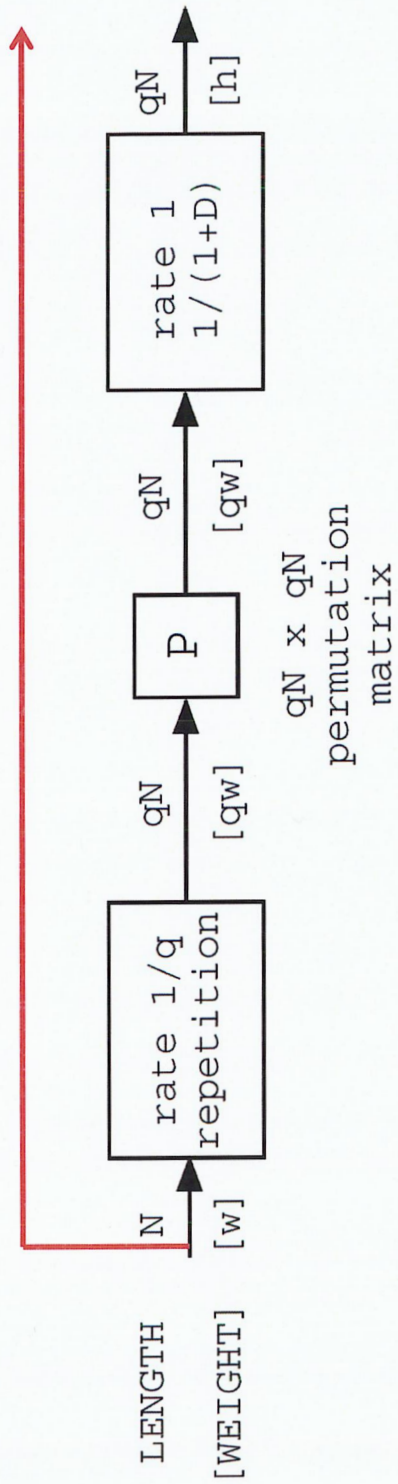 LENGTH
[WEIGHT]
N
[w]
rate 1/q
repetition
qN
[qw]
P
qN x qN
permutation
matrix
qN
[qw]
rate 1
1/(1+D)
qN
[h]